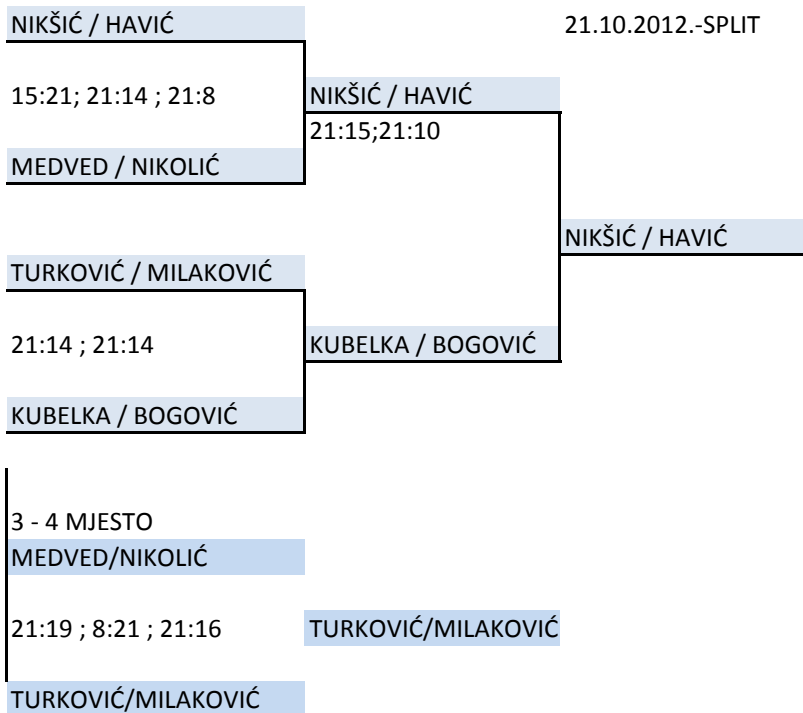 NIKŠIĆ / HAVIĆ
21.10.2012.-SPLIT
15:21; 21:14 ; 21:8
NIKŠIĆ / HAVIĆ
21:15;21:10
MEDVED / NIKOLIĆ
NIKŠIĆ / HAVIĆ
TURKOVIĆ / MILAKOVIĆ
21:14 ; 21:14
KUBELKA / BOGOVIĆ
KUBELKA / BOGOVIĆ
3 - 4 MJESTO
MEDVED/NIKOLIĆ
21:19 ; 8:21 ; 21:16
TURKOVIĆ/MILAKOVIĆ
TURKOVIĆ/MILAKOVIĆ